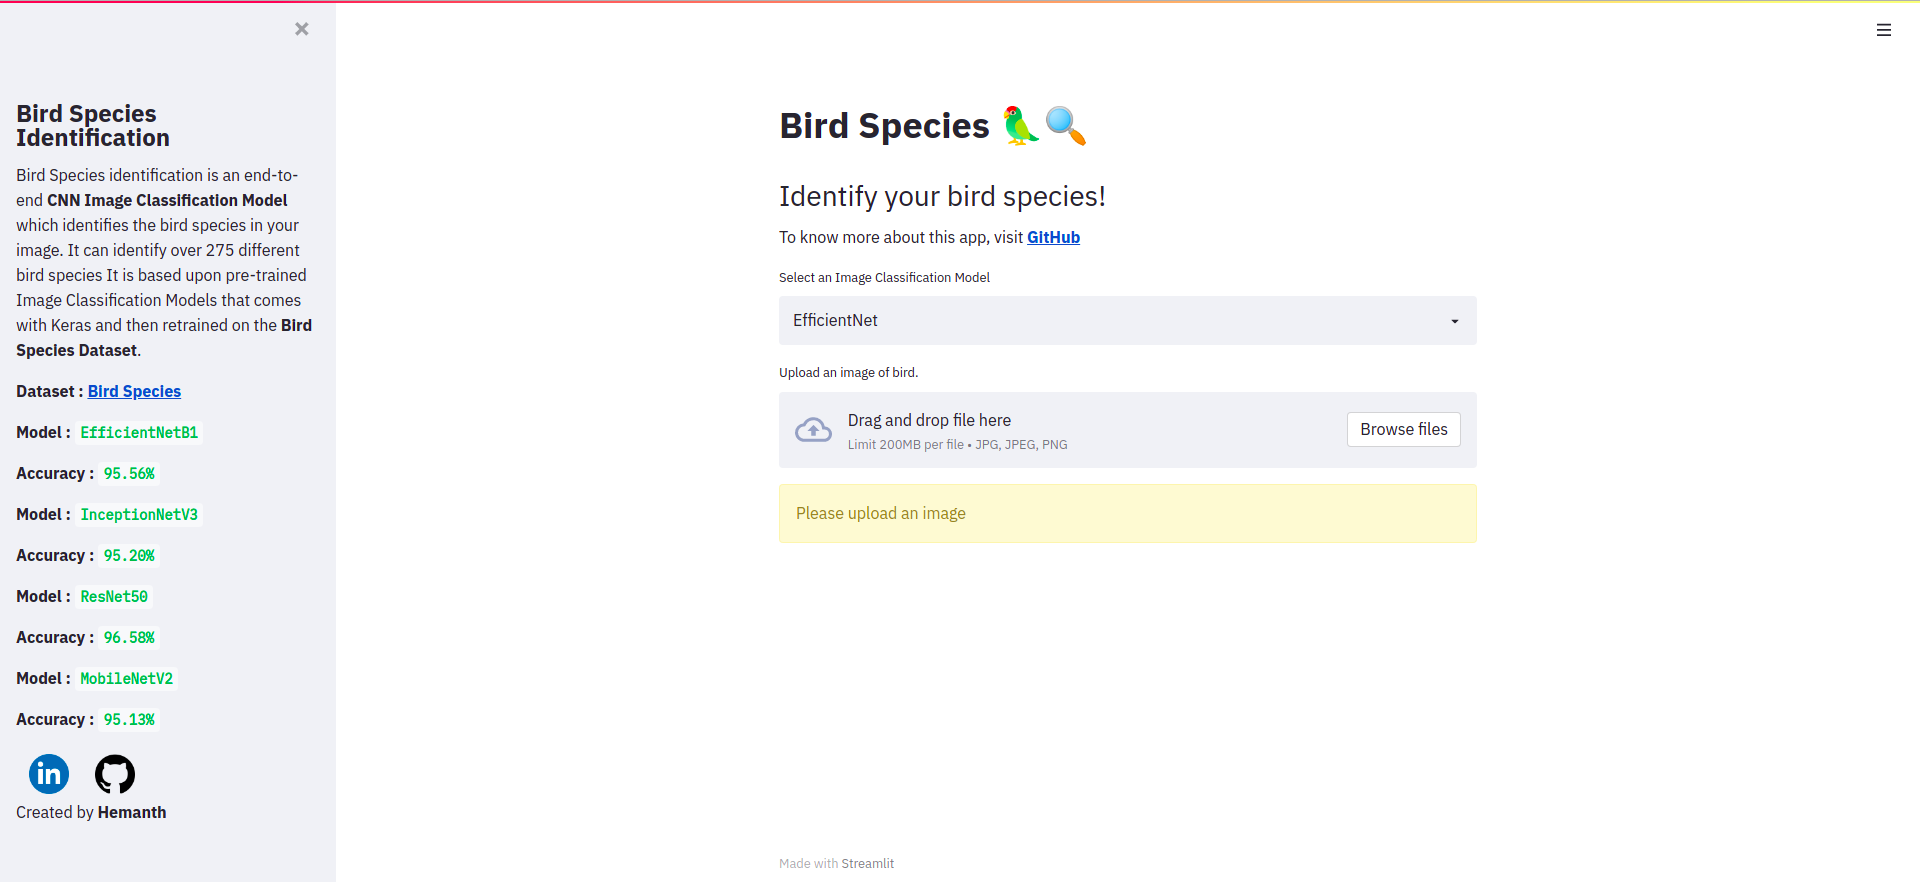 Bird Species
Identification
Bird Species identification is an end-to-
end CNN Image Classification Model
which identifies the bird species in your
image. It can identify over 275 different
bird species It is based upon pre-trained
Image Classification Models that comes
with Keras and then retrained on the Bird
Species Dataset.
Dataset : Bird Species
Model : EfficientNetB1
Accuracy : 95.56%
Model : InceptionNetV3
Accuracy : 95.20%
Model : ResNet50
Accuracy : 96.58%
Model : MobileNetV2
Accuracy : 95.13%
in
Created by Hemanth
Bird Species
Identify your bird species!
To know more about this app, visit GitHub
Select an Image Classification Model
EfficientNet
Upload an image of bird.
Drag and drop file here
Limit 200MB per file • JPG, JPEG, PNG
Browse files
Please upload an image
Made with Streamlit